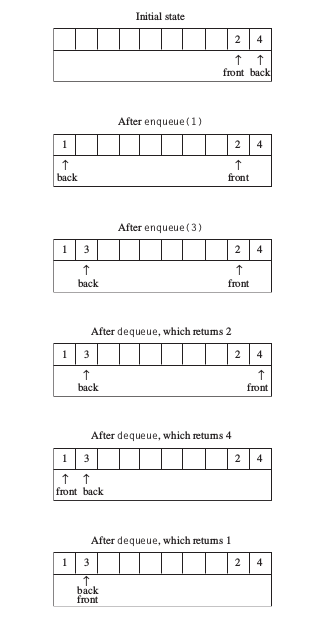 Initial state
2 4
↑ ↑
front back
After enqueue(1)
1 2 4
↑ ↑
back front
After enqueue(3)
1 3 2 4
↑ ↑
back front
After dequeue, which returns 2
1 3 2 4
↑ ↑
back front
After dequeue, which returns 4
1 3 2 4
↑ ↑
front back
After dequeue, which returns 1
1 3 2 4
↑
back
front